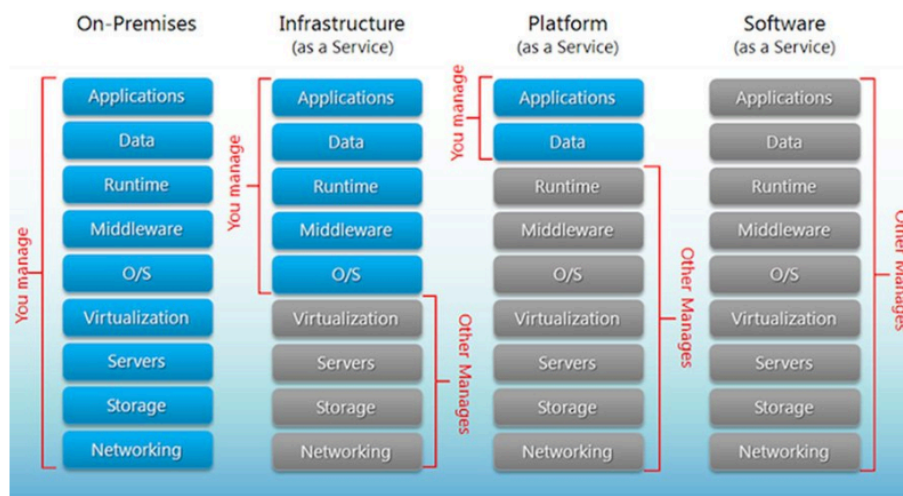 On-Premises
Infrastructure
(as a Service)
Platform
(as a Service)
Software
(as a Service)
You manage
Applications
Data
Runtime
Middleware
O/S
Virtualization
Servers
Storage
Networking
You manage
Applications
Data
Runtime
Middleware
O/S
Virtualization
Servers
Storage
Networking
Other Manages
You manage
Applications
Data
Runtime
Middleware
O/S
Virtualization
Servers
Storage
Networking
Other Manages
Applications
Data
Runtime
Middleware
O/S
Virtualization
Servers
Storage
Networking
Other Manages